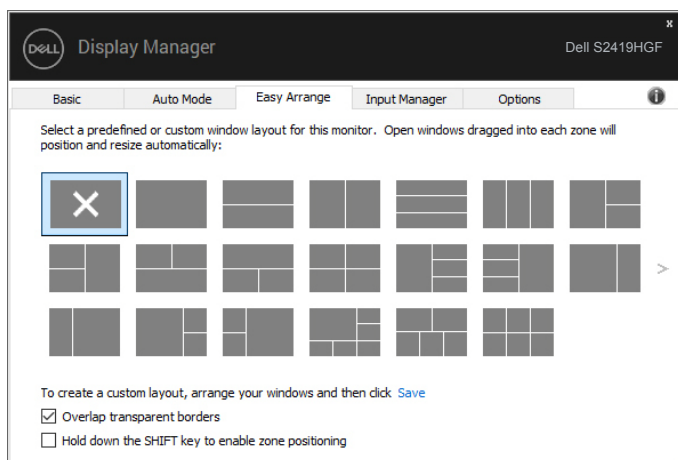 x
DELL Display Manager Dell S2419HGF
Basic Auto Mode Easy Arrange Input Manager Options i
Select a predefined or custom window layout for this monitor. Open windows dragged into each zone will
position and resize automatically:
>
To create a custom layout, arrange your windows and then click Save
Overlap transparent borders
Hold down the SHIFT key to enable zone positioning